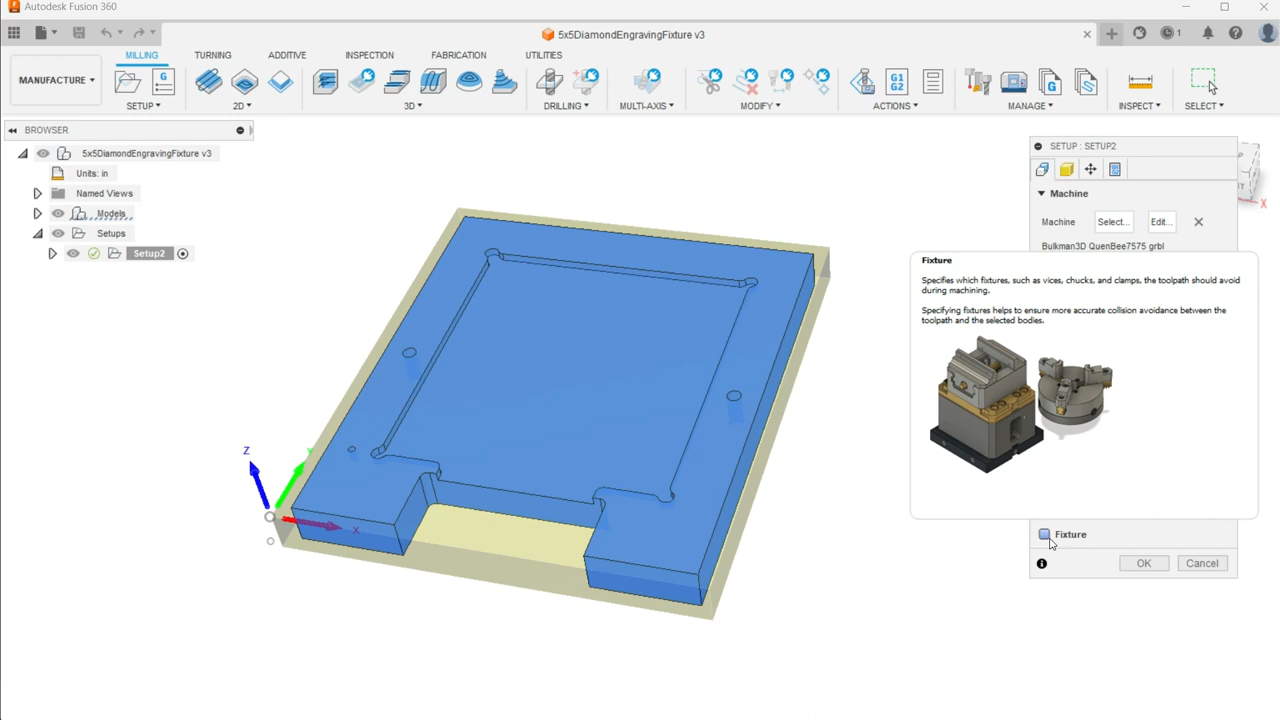 Autodesk Fusion 360
5x5DiamondEngravingFixture v3
1
MILLING TURNING ADDITIVE INSPECTION FABRICATION UTILITIES
MANUFACTURE
G G1 G2 G
SETUP 2D 3D DRILLING MULTI-AXIS MODIFY ACTIONS MANAGE INSPECT SELECT
BROWSER
5x5DiamondEngravingFixture v3
Units: in
Named Views
Models
Setups
Setup2
SETUP : SETUP2
Machine
Machine Select... Edit...
Bulkman3D QuenBee7575 grbl
X
Fixture
Specifies which fixtures, such as vices, chucks, and clamps, the toolpath should avoid
during machining.
Specifying fixtures helps to ensure more accurate collision avoidance between the
toolpath and the selected bodies.
Z
Y
X
Fixture
OK Cancel